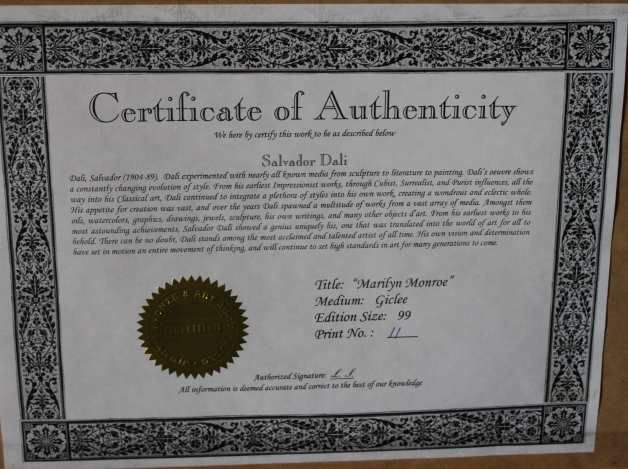 Certificate of Authenticity
We here by certify this work to be as described below
Salvador Dali
Dali, Salvador (1904-89). Dali experimented with nearly all known media from sculpture to literature to painting. Dali's oeuvre shows
a constantly changing evolution of style. From his earliest Impressionist works, through Cubist, Surrealist, and Purist influences, all the
way into his Classical art, Dali continued to integrate a plethora of styles into his own work, creating a wondrous and eclectic whole.
His appetite for creation was vast, and over the years Dali spawned a multitude of works from a vast array of media. Amongst them
oils, watercolors, graphics, drawings, jewels, sculpture, his own writings, and many other objects d'art. From his earliest works to his
most astounding achievements, Salvador Dali showed a genius uniquely his, one that was translated into the world of art for all to
behold. There can be no doubt, Dali stands among the most acclaimed and talented artist of all time. His own vision and determination
have set in motion an entire movement of thinking, and will continue to set high standards in art for many generations to come.
Title: "Marilyn Monroe"
Medium: Giclee
Edition Size: 99
Print No. : 11
Authorized Signature:
All information is deemed accurate and correct to the best of our knowledge